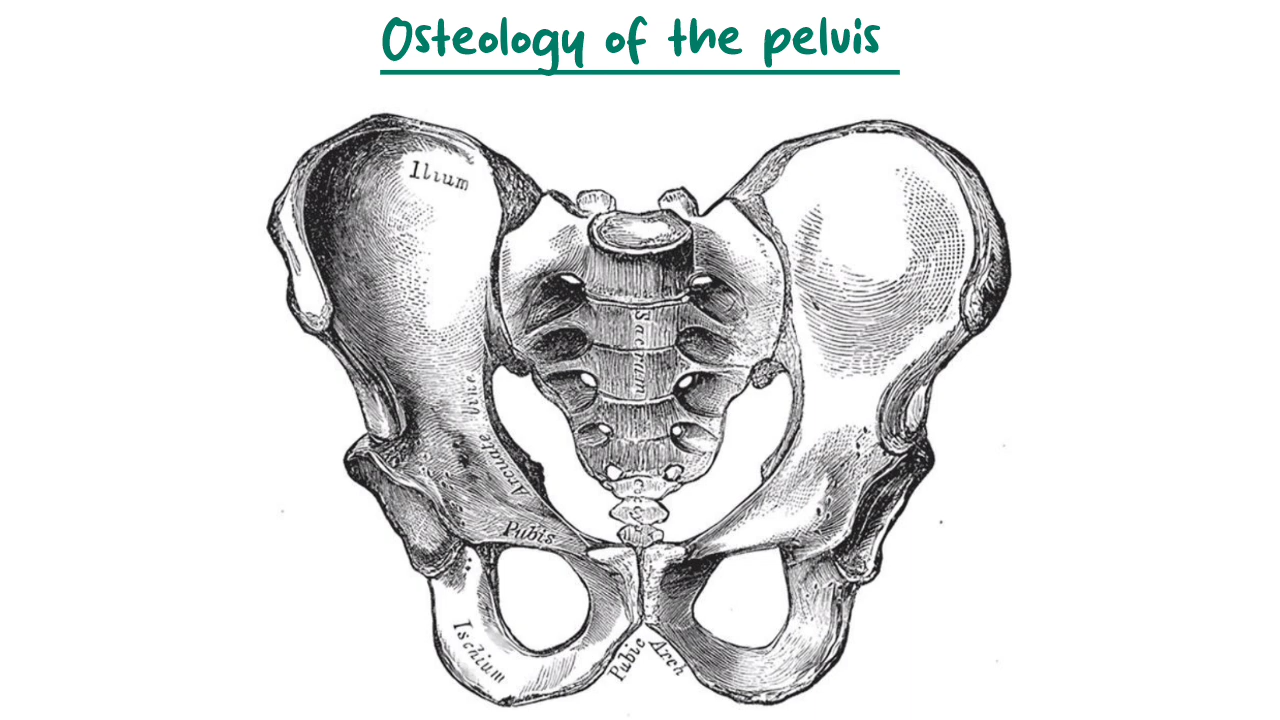 Osteology of the pelvis
Ilium
Sacrum
Arcuate line
Pubis
Ischium
Pubic Arch